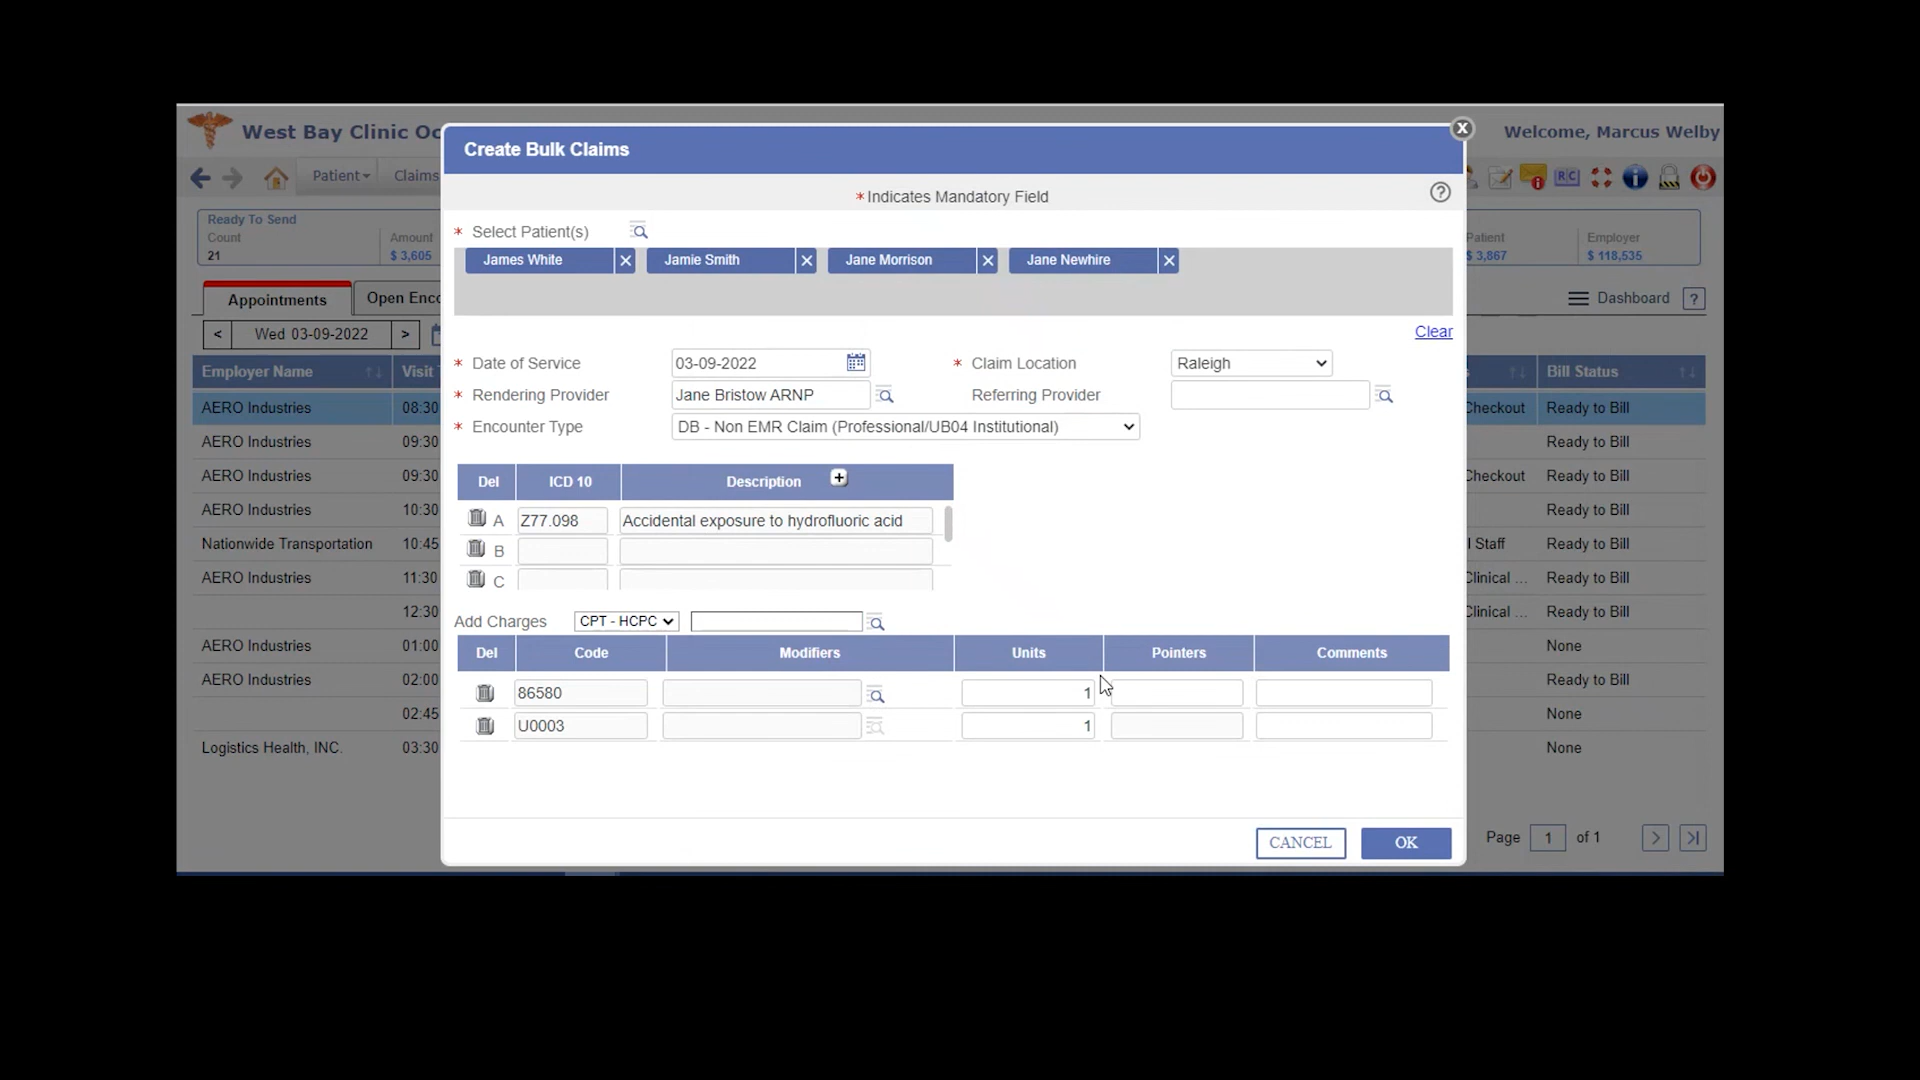 West Bay Clinic Oc
Welcome, Marcus Welby
Patient
Claims
RC
Ready To Send
Count
Amount
21
$ 3,605
Patient
Employer
$ 3,867
$ 118,535
Appointments
Open Enco
Dashboard
?
<
Wed 03-09-2022
>
Employer Name
Visit
Bill Status
AERO Industries
08:30
Checkout
Ready to Bill
AERO Industries
09:30
Ready to Bill
AERO Industries
09:30
Checkout
Ready to Bill
AERO Industries
10:30
Ready to Bill
Nationwide Transportation
10:45
l Staff
Ready to Bill
AERO Industries
11:30
Clinical ...
Ready to Bill
12:30
Clinical ...
Ready to Bill
AERO Industries
01:00
None
AERO Industries
02:00
Ready to Bill
02:45
None
Logistics Health, INC.
03:30
None
Page 1 of 1
Create Bulk Claims
X
* Indicates Mandatory Field
?
* Select Patient(s)
James White X
Jamie Smith X
Jane Morrison X
Jane Newhire X
Clear
* Date of Service 03-09-2022
* Claim Location Raleigh
* Rendering Provider Jane Bristow ARNP
Referring Provider
* Encounter Type DB - Non EMR Claim (Professional/UB04 Institutional)
Del ICD 10 Description +
A Z77.098 Accidental exposure to hydrofluoric acid
B
C
Add Charges CPT - HCPC
Del Code Modifiers Units Pointers Comments
86580 1
U0003 1
CANCEL OK